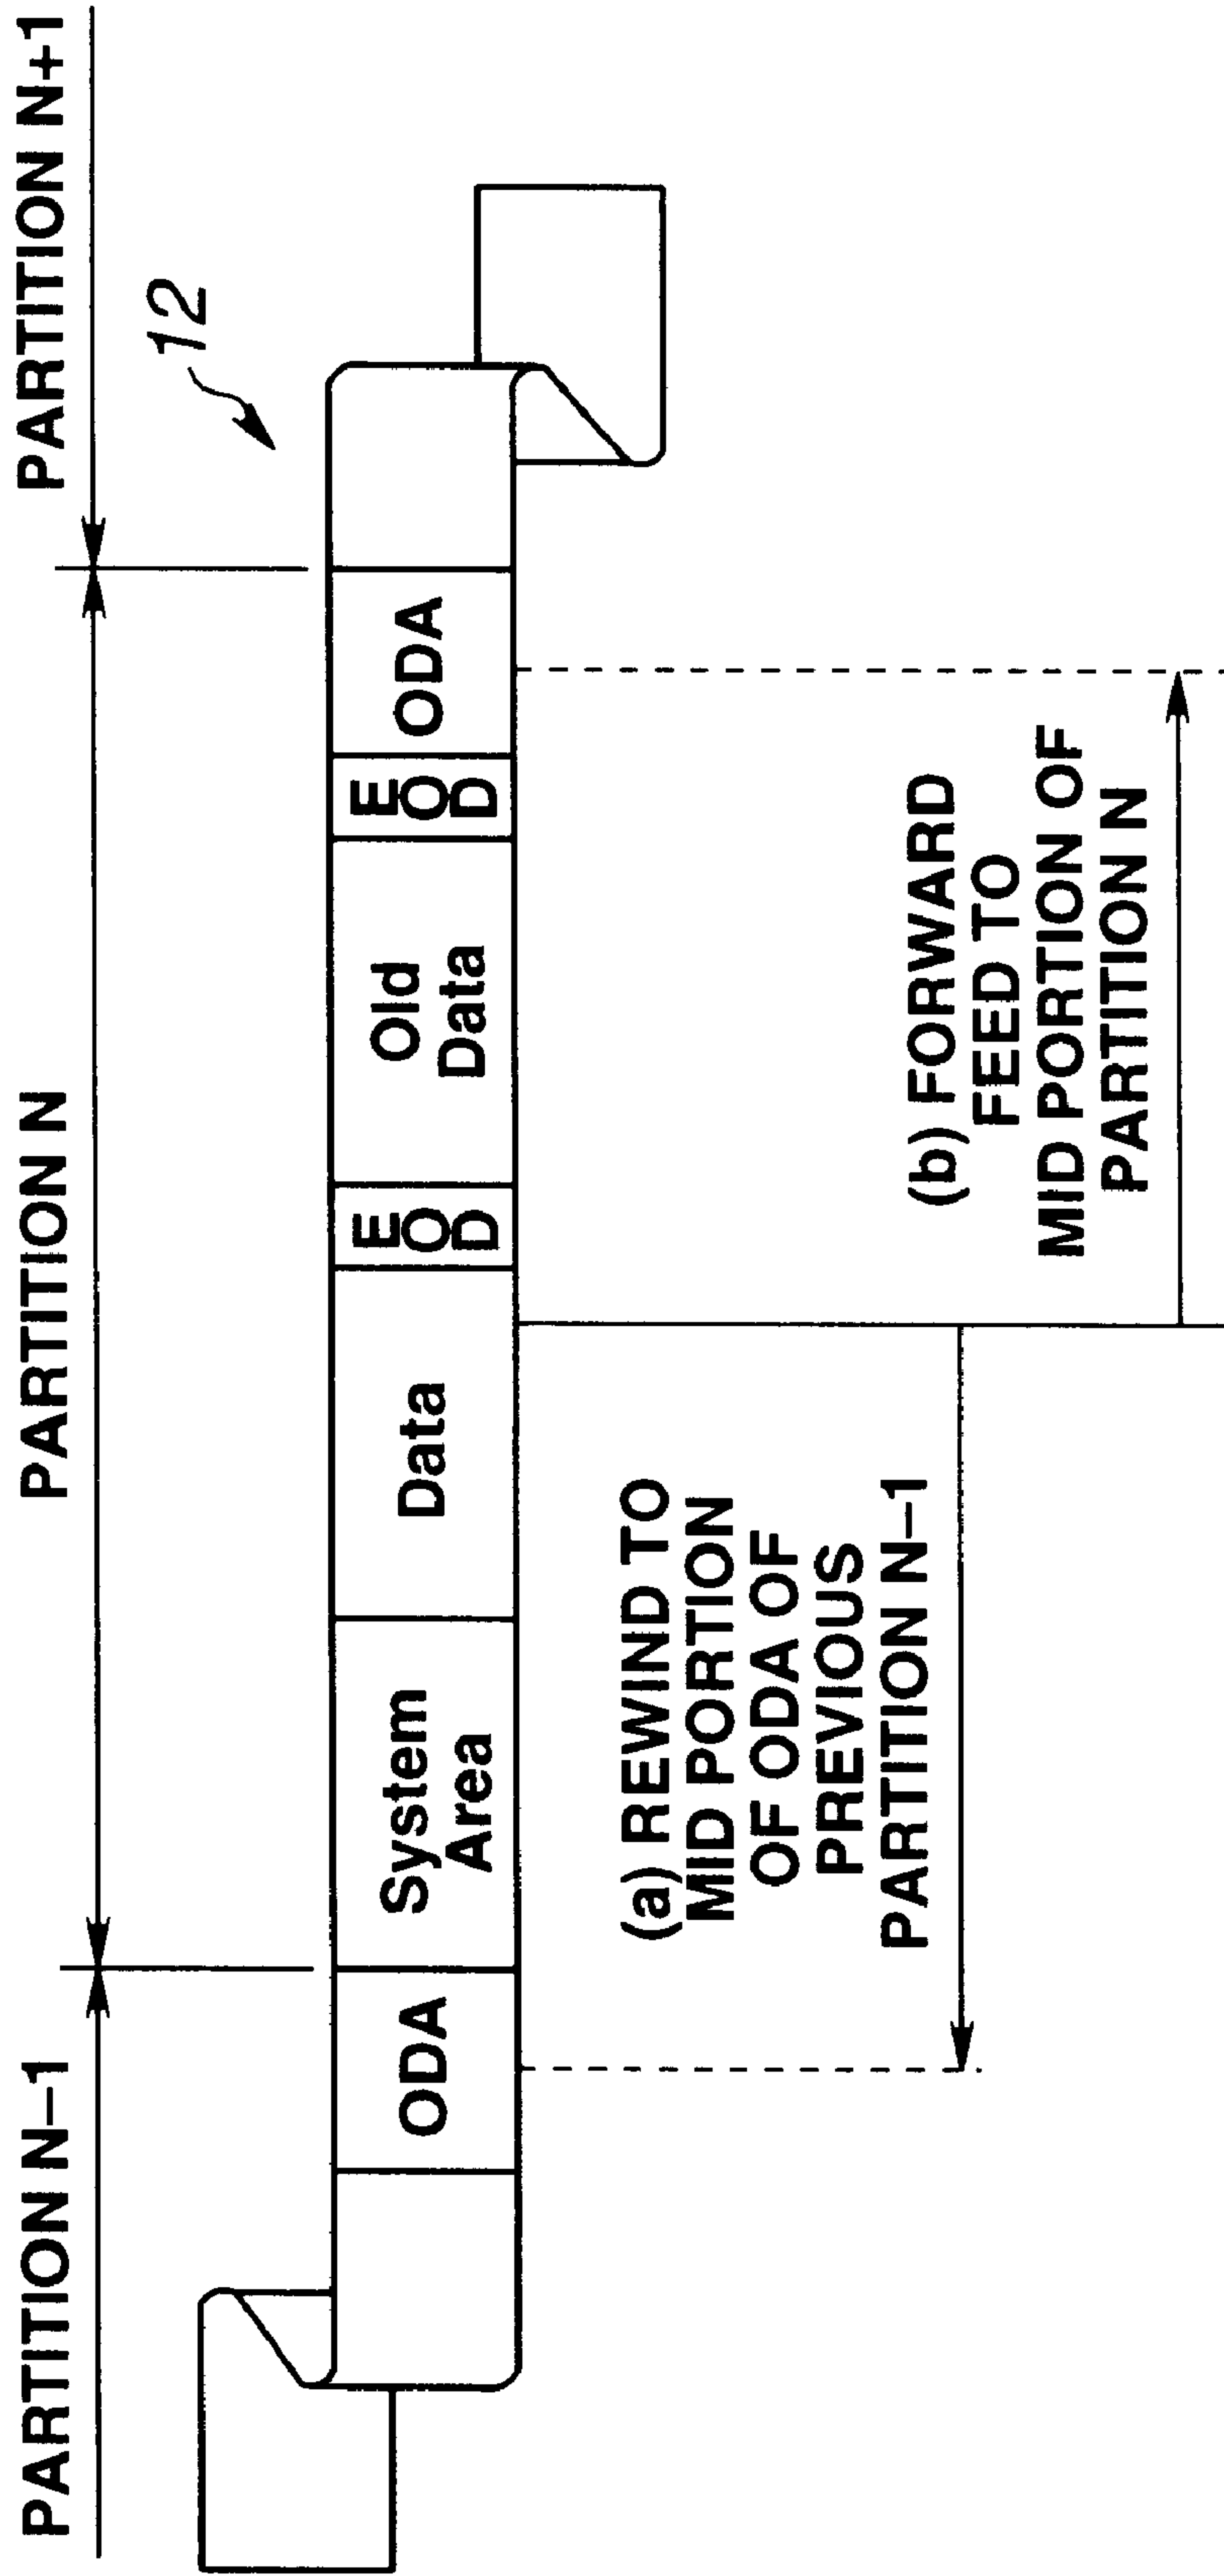 PARTITION N–1
PARTITION N
PARTITION N+1
12
ODA
System
Area
Data
EOD
Old
Data
EOD
ODA
(a) REWIND TO
MID PORTION
OF ODA OF
PREVIOUS
PARTITION N–1
(b) FORWARD
FEED TO
MID PORTION OF
PARTITION N